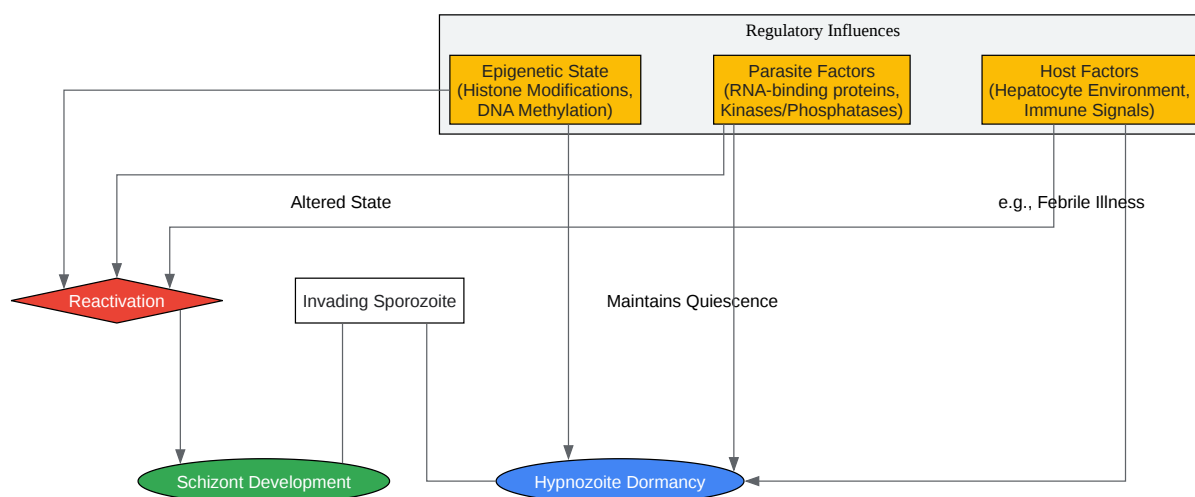 Regulatory Influences
Epigenetic State
(Histone Modifications,
DNA Methylation)
Parasite Factors
(RNA-binding proteins,
Kinases/Phosphatases)
Host Factors
(Hepatocyte Environment,
Immune Signals)
Altered State
e.g., Febrile Illness
Reactivation
Invading Sporozoite
Maintains Quiescence
Schizont Development
Hypnozoite Dormancy